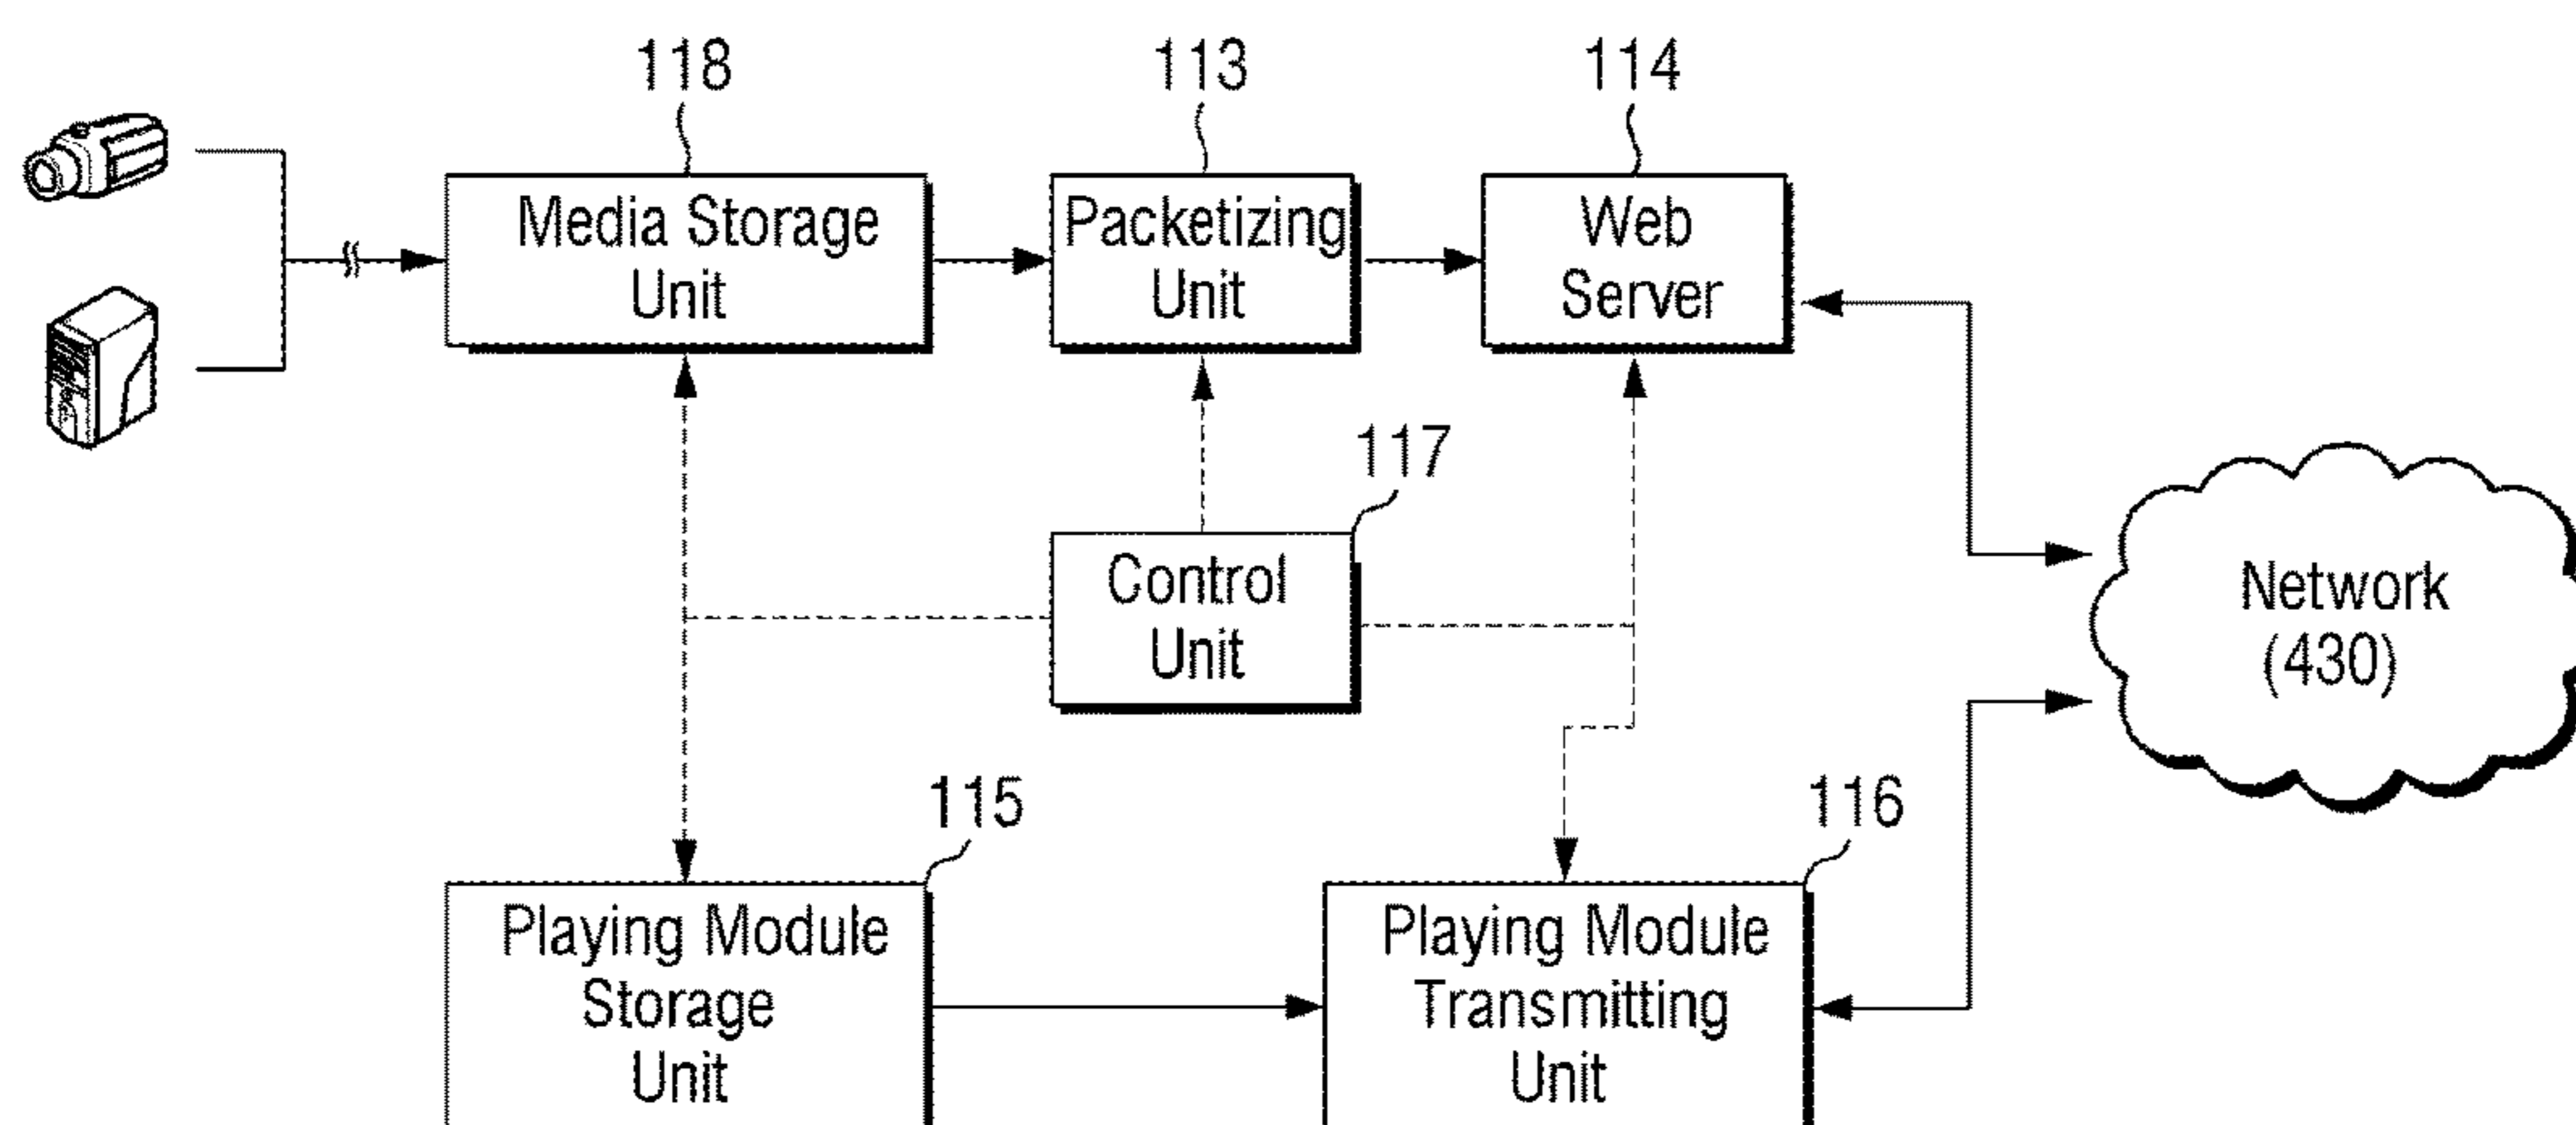 118
113
114
Media Storage
Unit
Packetizing
Unit
Web
Server
117
Control
Unit
Network
(430)
115
116
Playing Module
Storage
Unit
Playing Module
Transmitting
Unit